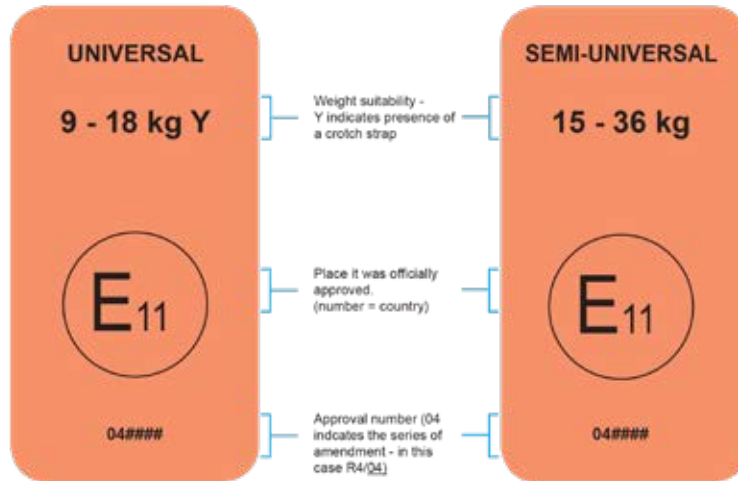 UNIVERSAL
9 - 18 kg Y
E11
04####
Weight suitability -
Y indicates presence of
a crotch strap
Place it was officially
approved.
(number = country)
Approval number (04
indcates the series of
amendment - in this
case R4/04)
SEMI-UNIVERSAL
15 - 36 kg
E11
04####